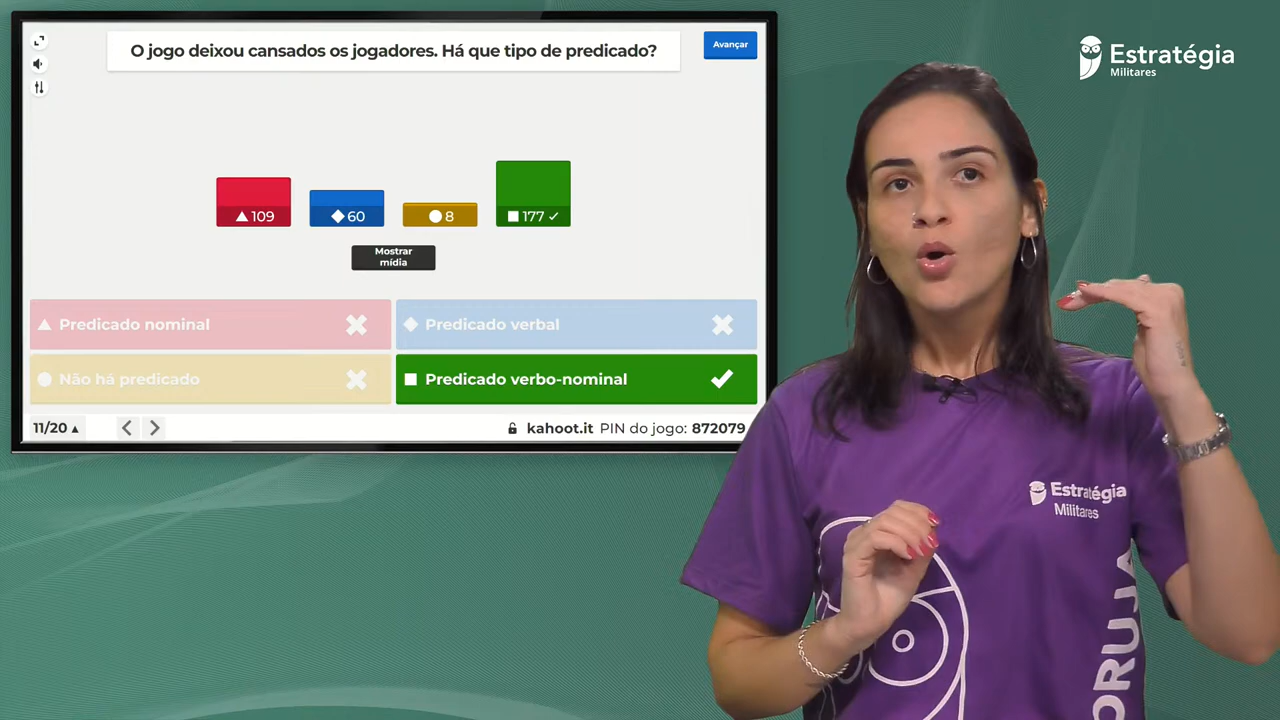 O jogo deixou cansados os jogadores. Há que tipo de predicado?
Avançar
109
60
8
177
Mostrar
mídia
Predicado nominal
Predicado verbal
Não há predicado
Predicado verbo-nominal
11/20
kahoot.it PIN do jogo: 872079
Estratégia
Militares
Estratégia
Militares
ORUJA